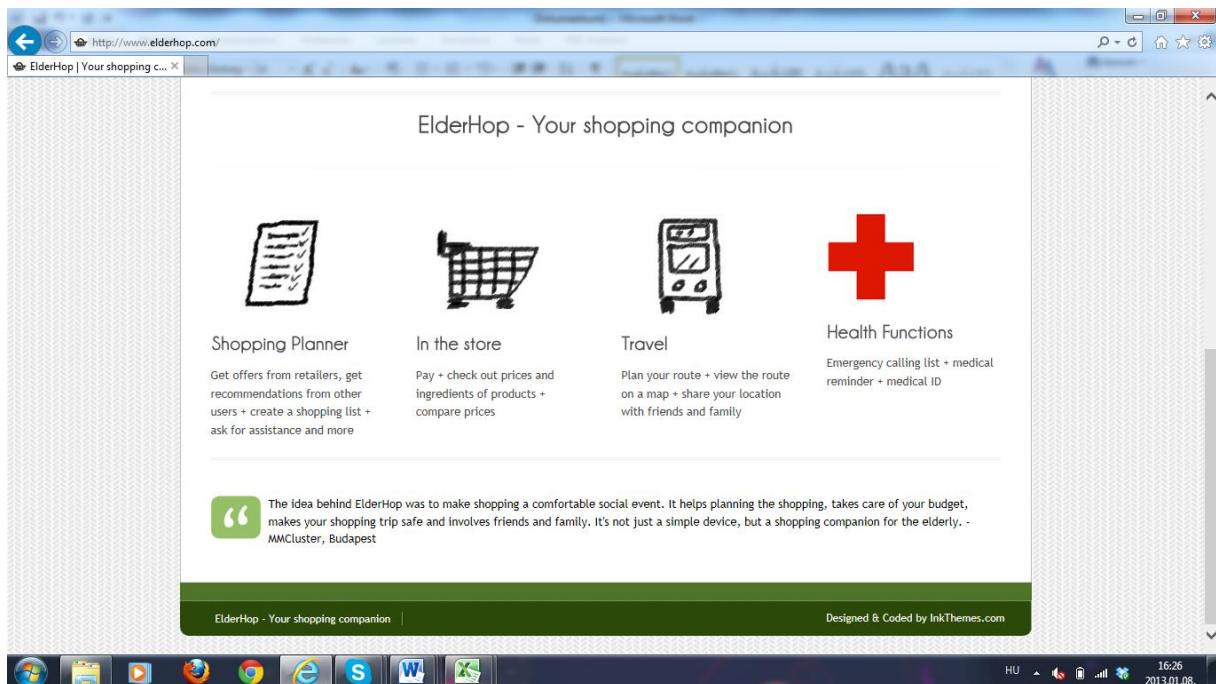 http://www.elderhop.com/
ElderHop | Your shopping c...
ElderHop - Your shopping companion
Shopping Planner
Get offers from retailers, get
recommendations from other
users + create a shopping list +
ask for assistance and more
In the store
Pay + check out prices and
ingredients of products +
compare prices
Travel
Plan your route + view the route
on a map + share your location
with friends and family
Health Functions
Emergency calling list + medical
reminder + medical ID
The idea behind ElderHop was to make shopping a comfortable social event. It helps planning the shopping, takes care of your budget,
makes your shopping trip safe and involves friends and family. It's not just a simple device, but a shopping companion for the elderly. -
MMCluster, Budapest
ElderHop - Your shopping companion
Designed & Coded by InkThemes.com
HU
16:26
2013.01.08.